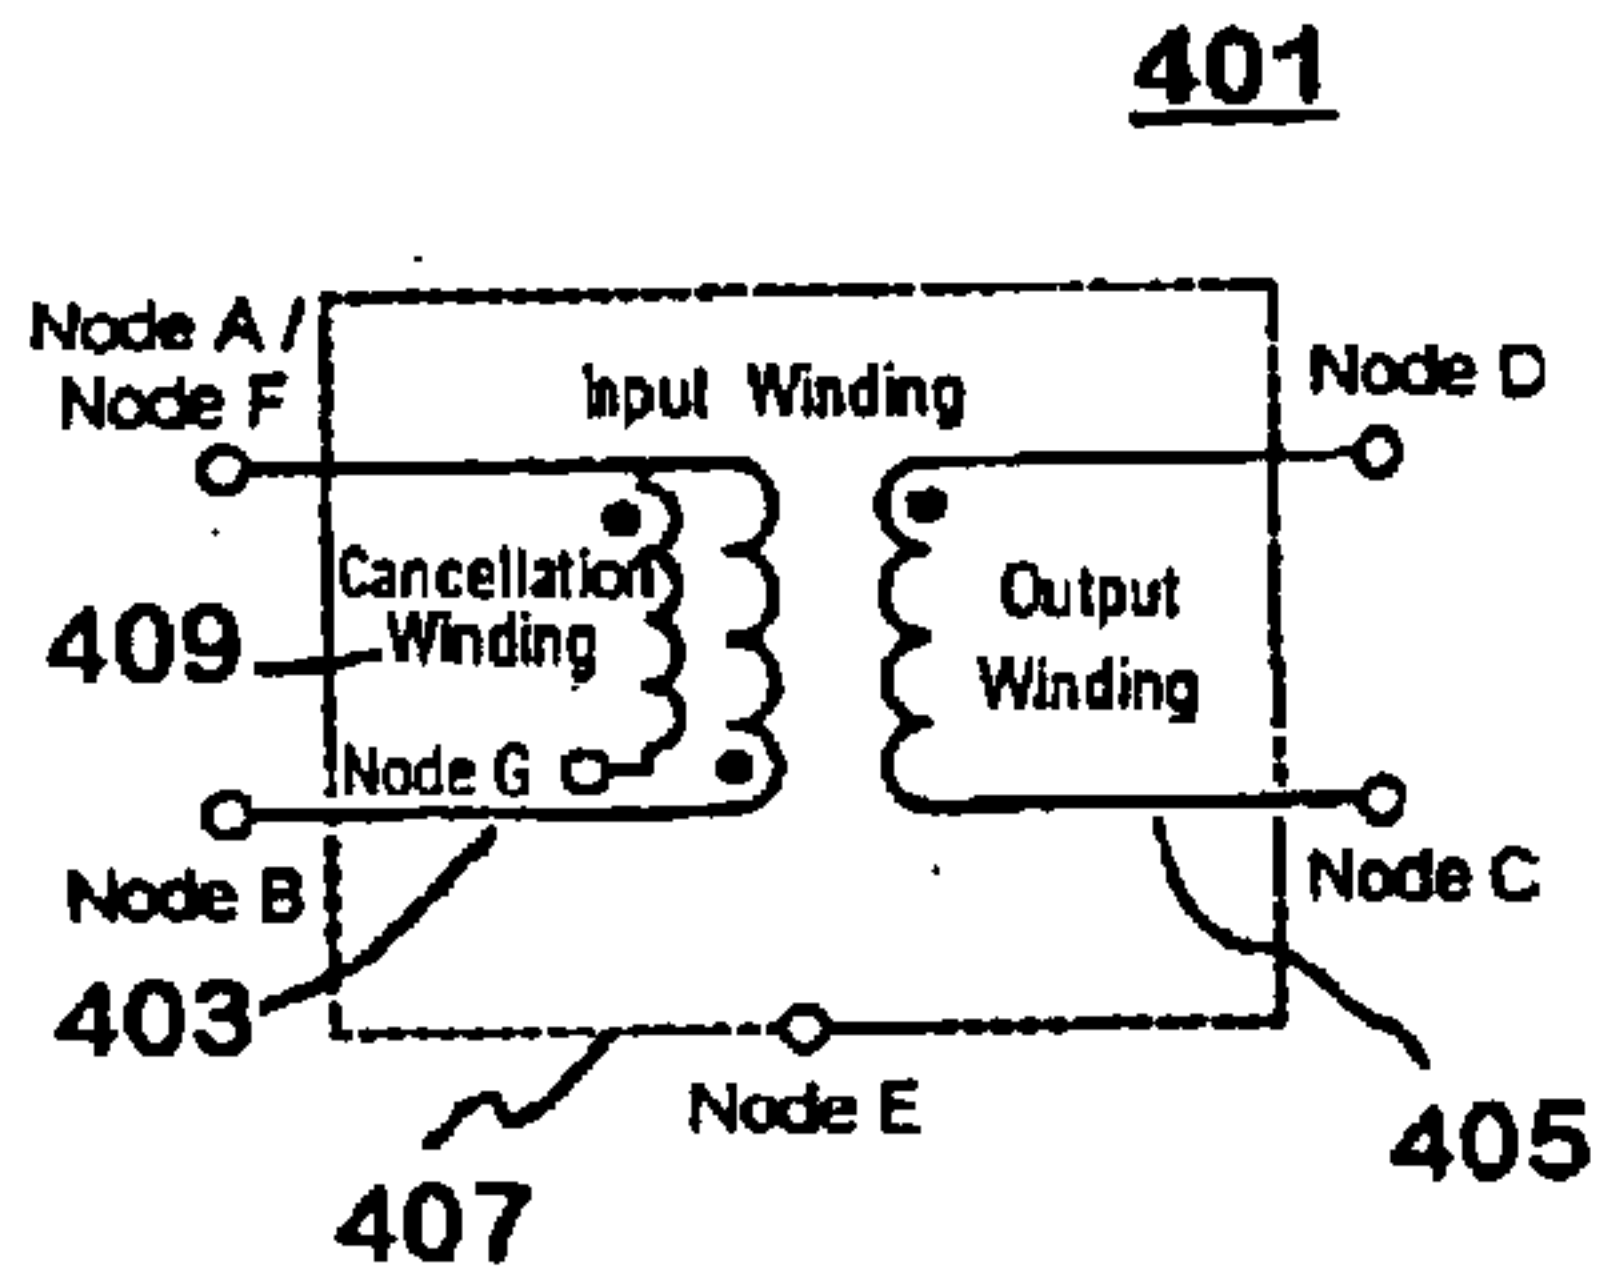 401
Node A /
Node F
Input Winding
Node D
Cancellation
Winding
409
Output
Winding
Node G
Node B
Node C
403
Node E
405
407